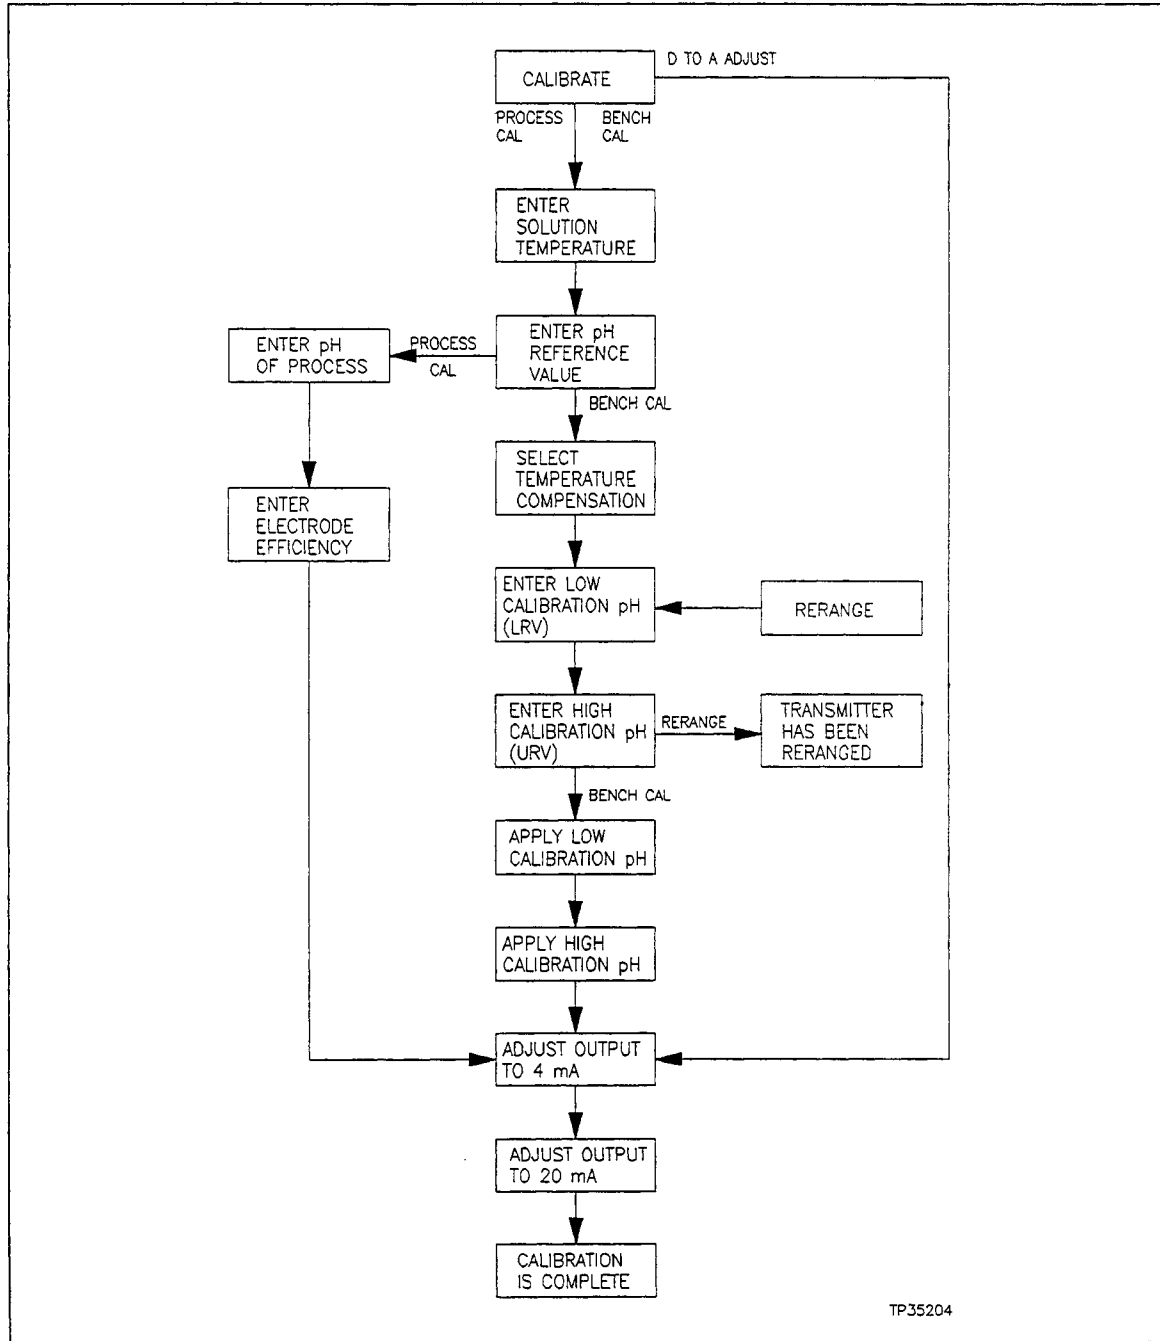 D TO A ADJUST
CALIBRATE
PROCESS
CAL
BENCH
CAL
ENTER
SOLUTION
TEMPERATURE
ENTER pH
REFERENCE
VALUE
PROCESS
CAL
ENTER pH
OF PROCESS
BENCH CAL
SELECT
TEMPERATURE
COMPENSATION
ENTER
ELECTRODE
EFFICIENCY
ENTER LOW
CALIBRATION pH
(LRV)
RERANGE
ENTER HIGH
CALIBRATION pH
(URV)
RERANGE
TRANSMITTER
HAS BEEN
RERANGED
BENCH CAL
APPLY LOW
CALIBRATION pH
APPLY HIGH
CALIBRATION pH
ADJUST OUTPUT
TO 4 mA
ADJUST OUTPUT
TO 20 mA
CALIBRATION
IS COMPLETE
TP35204